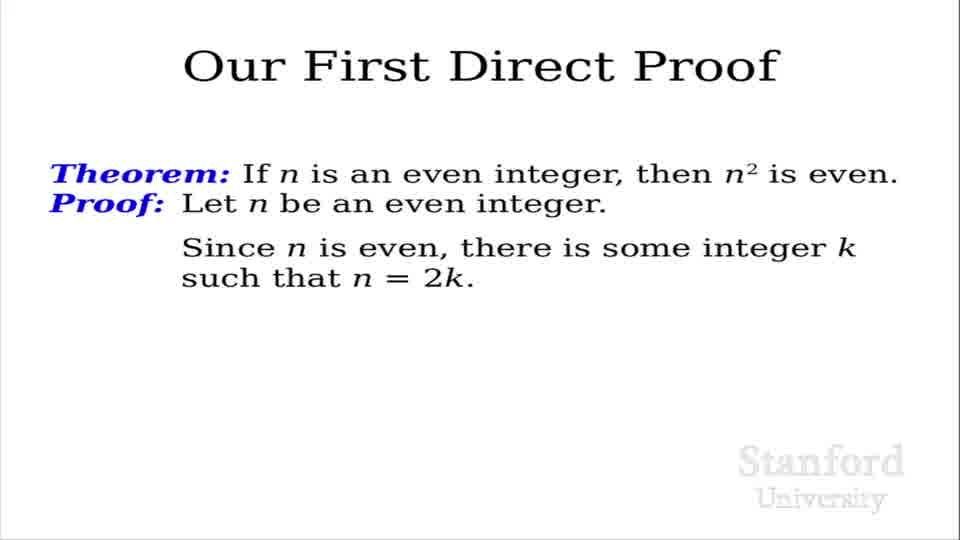 Our First Direct Proof
Theorem: If n is an even integer, then n² is even.
Proof: Let n be an even integer.
Since n is even, there is some integer k
such that n = 2k.
Stanford
University